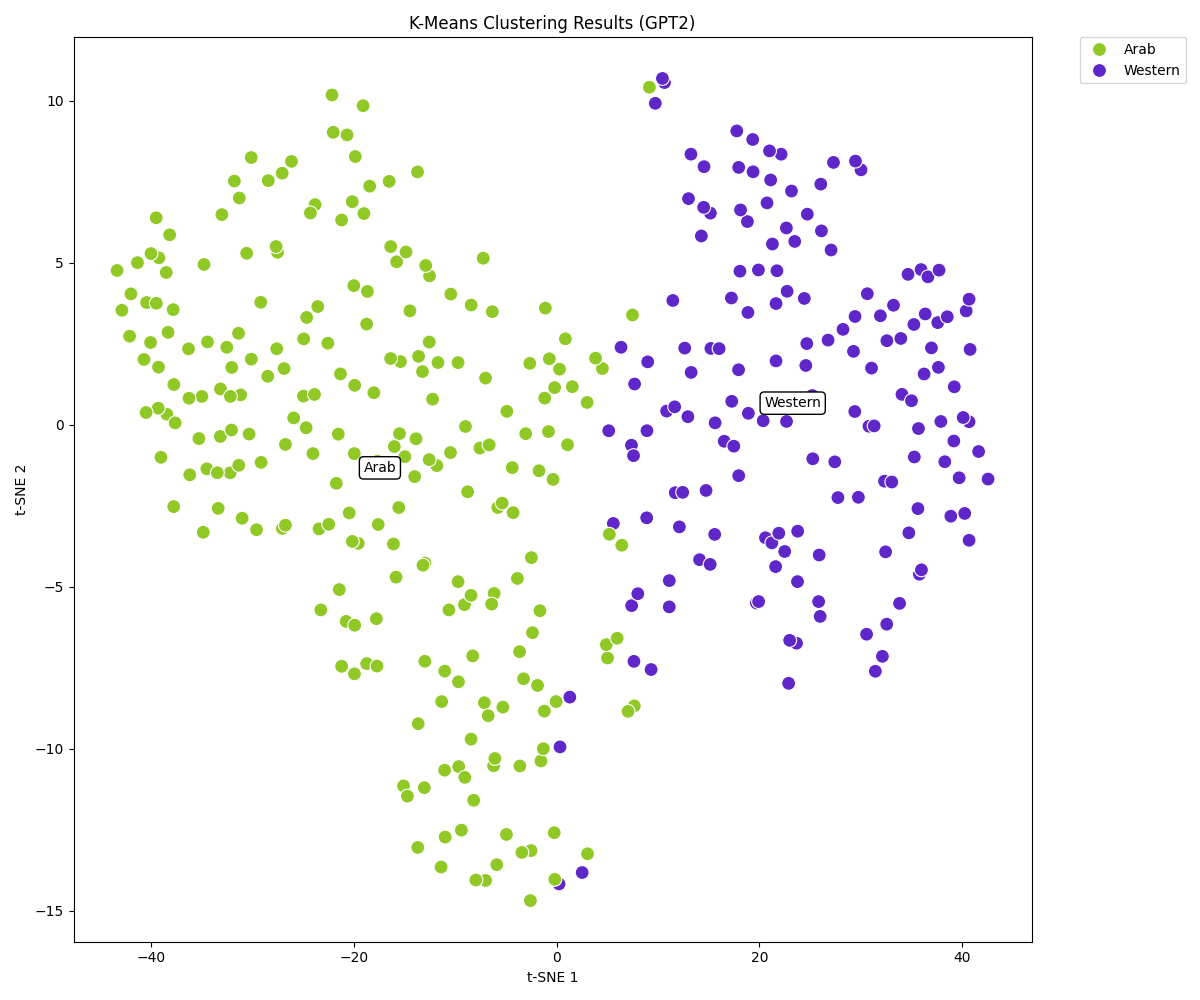 K-Means Clustering Results (GPT2)
Arab
Western
10
5
0
−5
−10
−15
t-SNE 2
Western
Arab
−40
−20
0
20
40
t-SNE 1